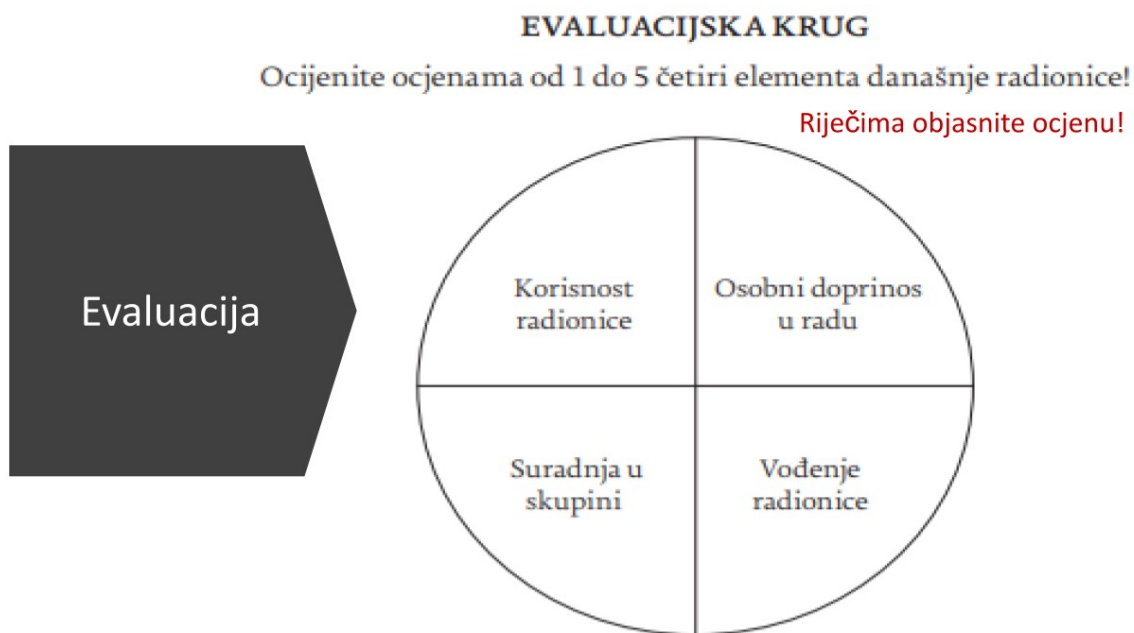 EVALUACIJSKA KRUG
Ocijenite ocjenama od 1 do 5 četiri elementa današnje radionice!
Riječima objasnite ocjenu!
Evaluacija
Korisnost
radionice
Osobni doprinos
u radu
Suradnja u
skupini
Vođenje
radionice